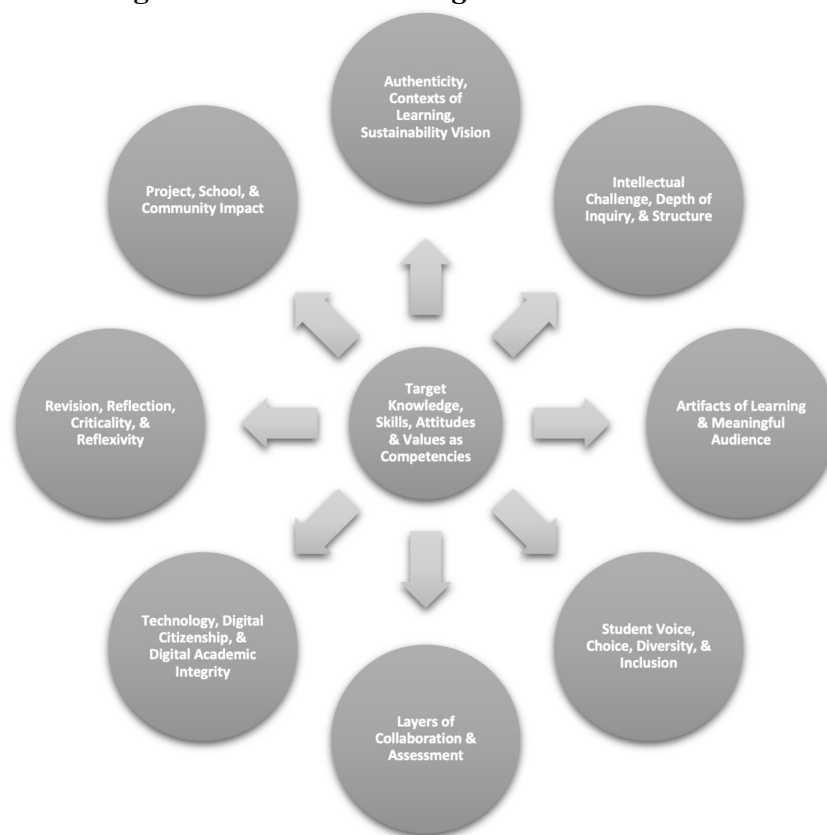 Authenticity,
Contexts of
Learning,
Sustainability Vision
Intellectual
Challenge, Depth of
Inquiry, & Structure
Artifacts of Learning
& Meaningful
Audience
Student Voice,
Choice, Diversity, &
Inclusion
Layers of
Collaboration &
Assessment
Technology, Digital
Citizenship, &
Digital Academic
Integrity
Revision, Reflection,
Criticality, &
Reflexivity
Project, School, &
Community Impact
Target
Knowledge,
Skills, Attitudes
& Values as
Competencies